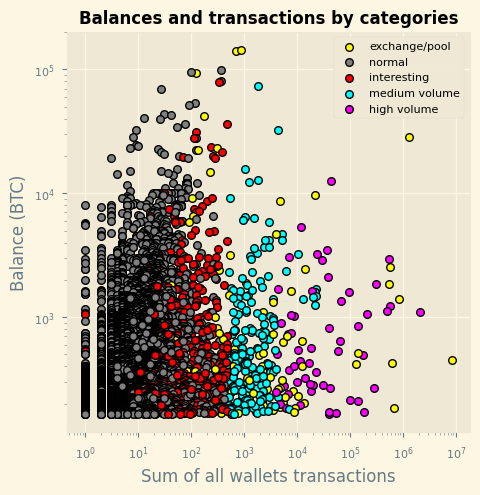 Balances and transactions by categories
exchange/pool
normal
interesting
medium volume
high volume
Balance (BTC)
10^5
10^4
10^3
10^0 10^1 10^2 10^3 10^4 10^5 10^6 10^7
Sum of all wallets transactions